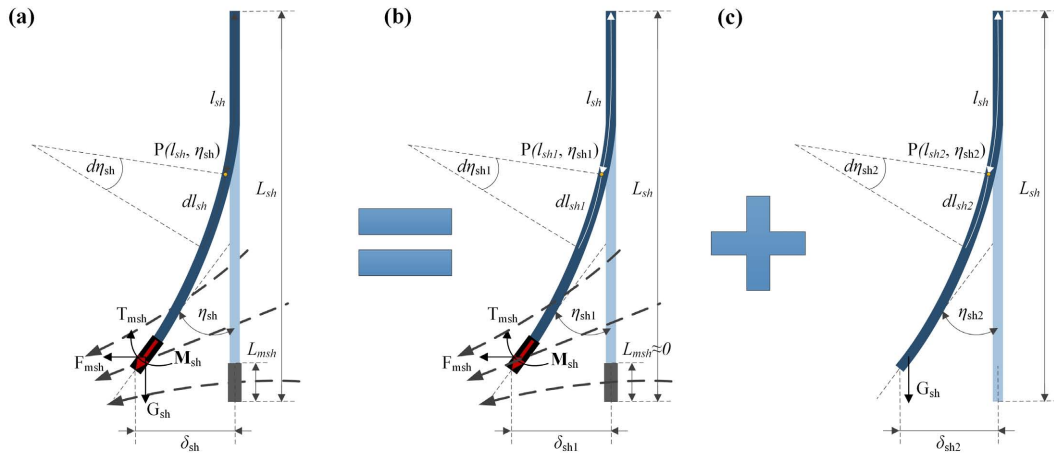 (a)
l_sh
P(l_sh, η_sh)
dη_sh
dl_sh
L_sh
η_sh
T_msh
F_msh
M_sh
L_msh
G_sh
δ_sh
(b)
l_sh
P(l_sh1, η_sh1)
dη_sh1
dl_sh1
L_sh
η_sh1
T_msh
F_msh
M_sh
L_msh≈0
δ_sh1
(c)
l_sh
P(l_sh2, η_sh2)
dη_sh2
dl_sh2
L_sh
η_sh2
G_sh
δ_sh2